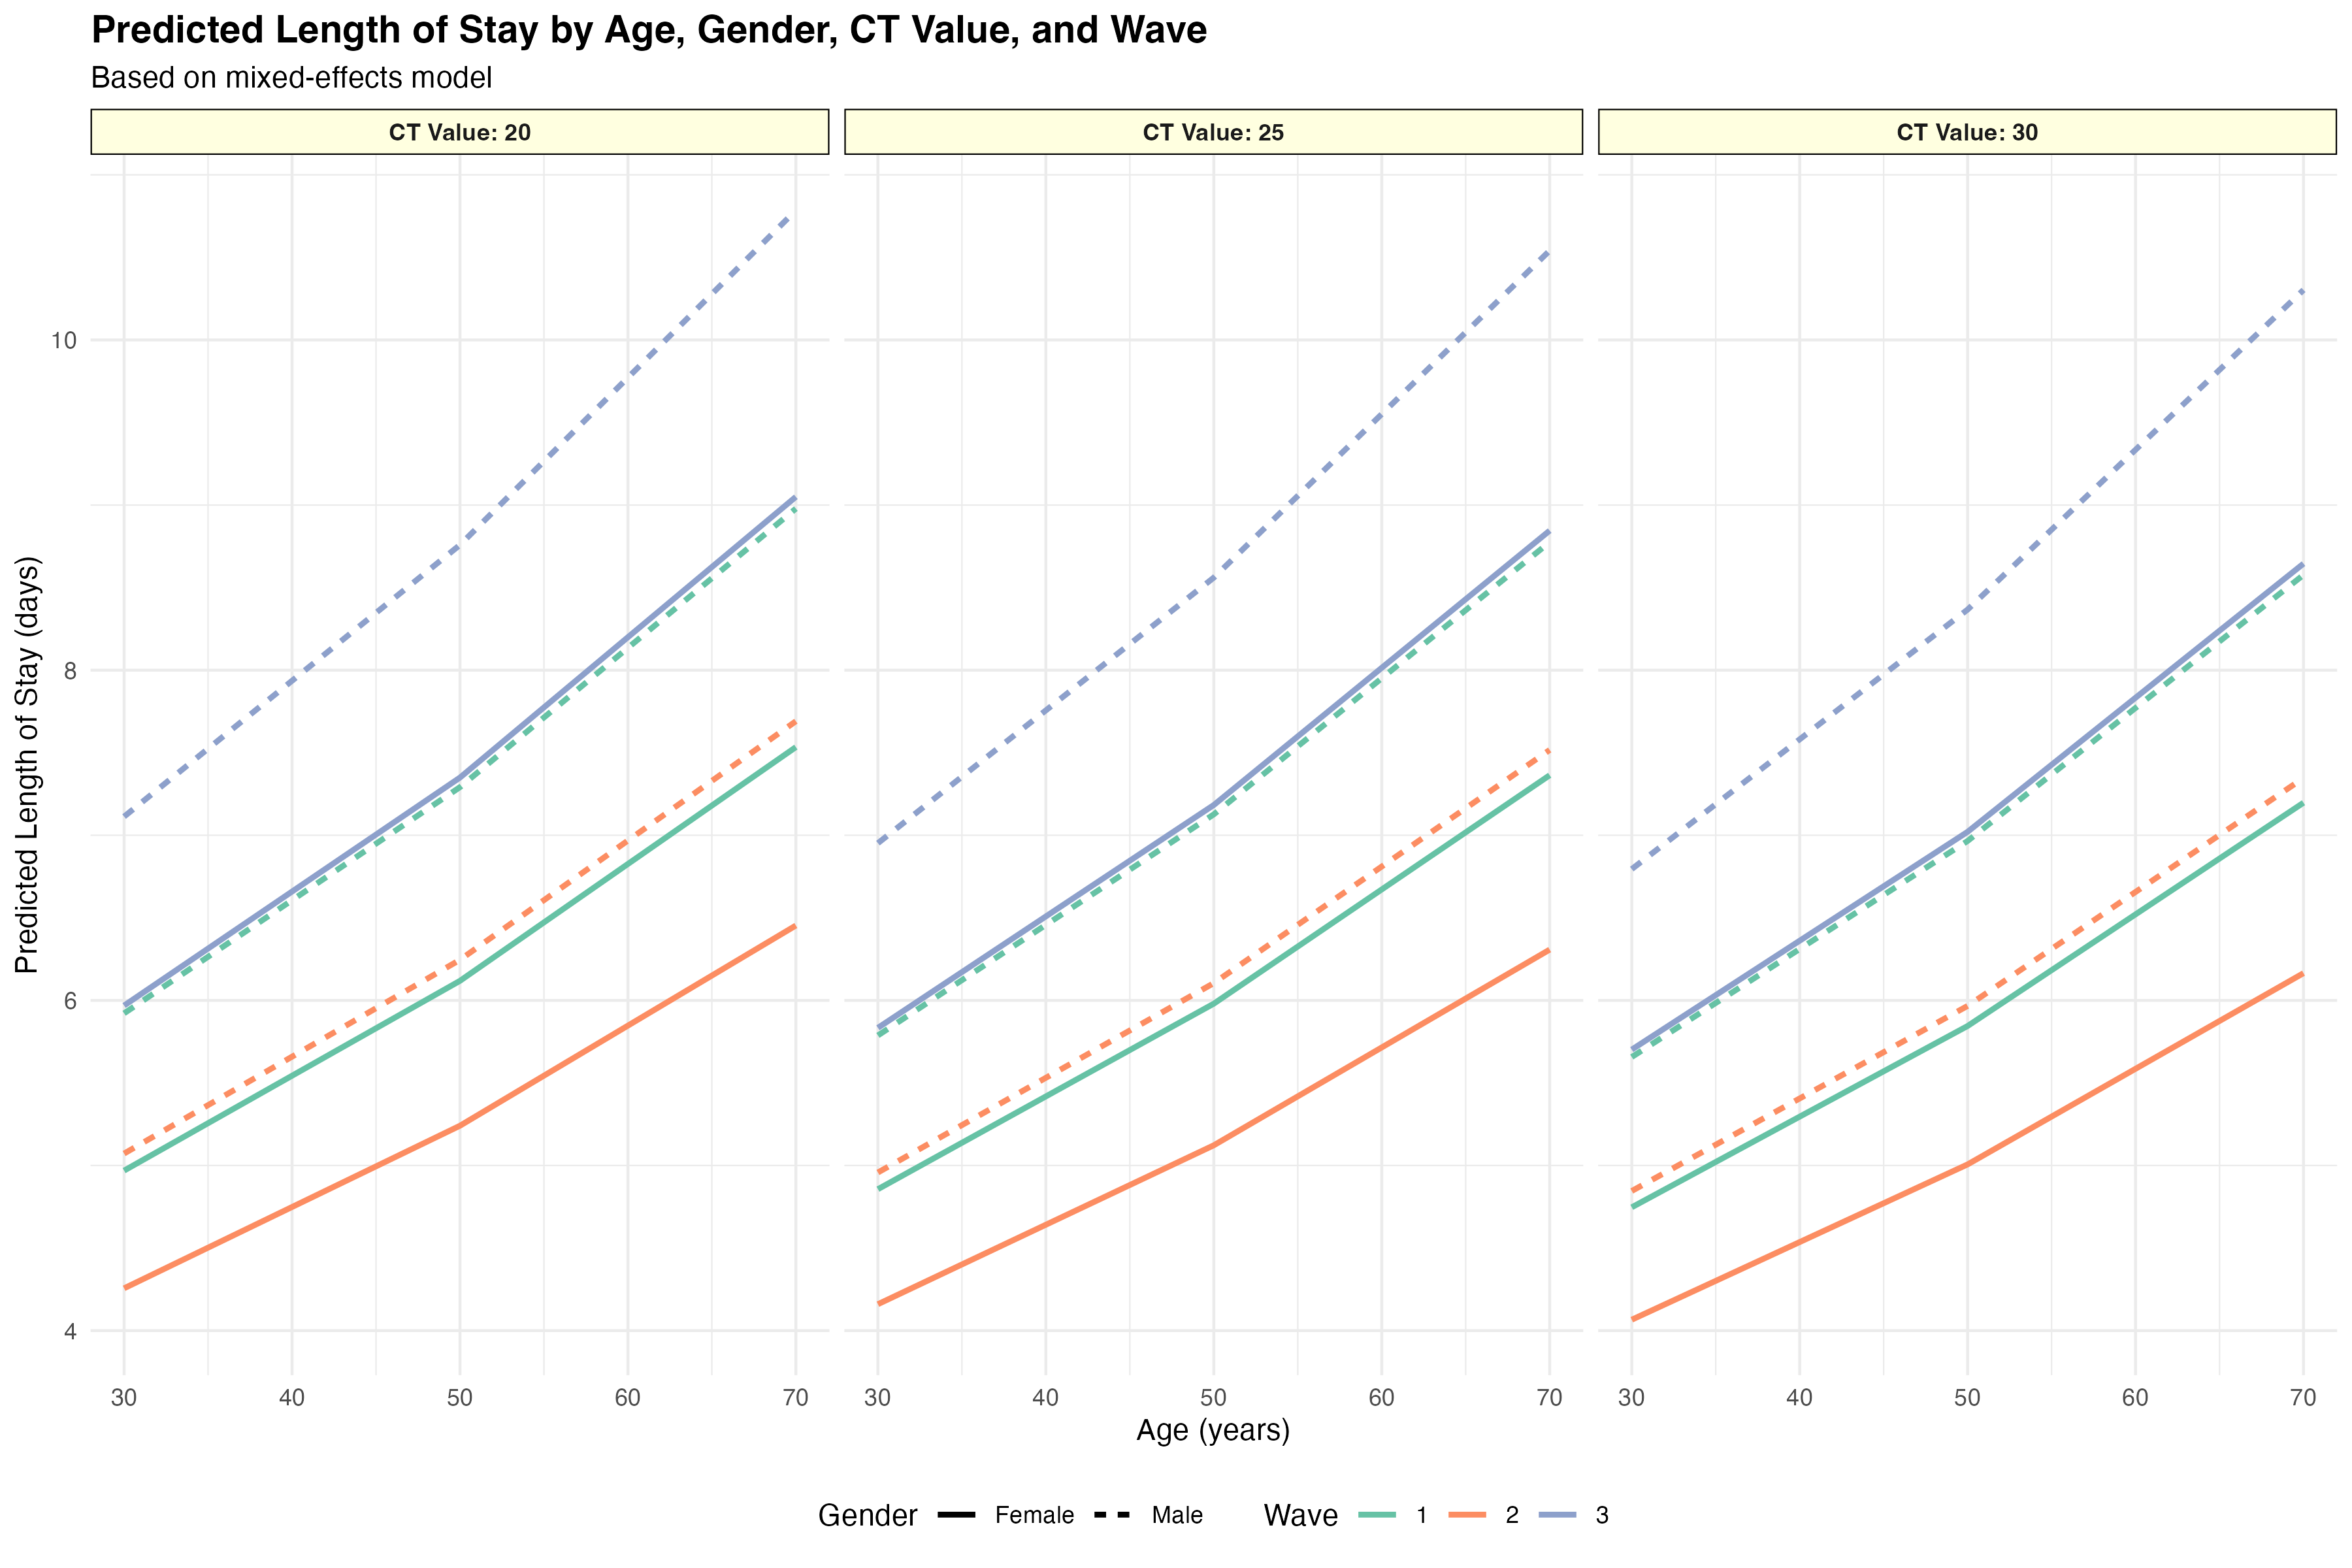 Predicted Length of Stay by Age, Gender, CT Value, and Wave
Based on mixed-effects model
CT Value: 20
CT Value: 25
CT Value: 30
Predicted Length of Stay (days)
10
8
6
4
30 40 50 60 70
30 40 50 60 70
30 40 50 60 70
Age (years)
Gender Female Male Wave 1 2 3